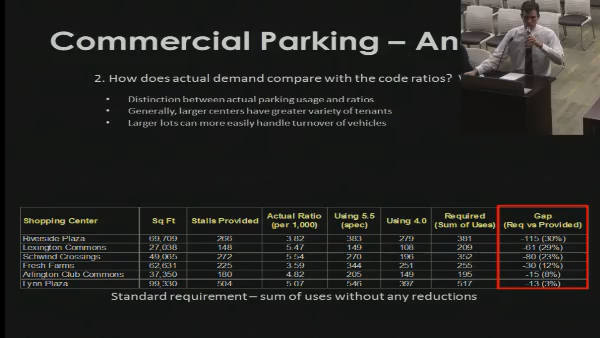 Commercial Parking – An
2. How does actual demand compare with the code ratios?
• Distinction between actual parking usage and ratios
• Generally, larger centers have greater variety of tenants
• Larger lots can more easily handle turnover of vehicles
Shopping Center Sq Ft Stalls Provided Actual Ratio (per 1,000) Using 5.5 (spec) Using 4.0 Required (Sum of Uses) Gap (Req vs Provided)
Riverside Plaza 69,709 266 3.82 383 279 381 -115 (30%)
Lexington Commons 27,038 148 5.47 149 108 209 -61 (29%)
Schwind Crossings 49,065 272 5.54 270 196 352 -80 (23%)
Fresh Farms 62,631 225 3.59 344 251 255 -30 (12%)
Arlington Club Commons 37,350 180 4.82 205 149 195 -15 (8%)
Lynn Plaza 99,330 504 5.07 546 397 517 -13 (3%)
Standard requirement – sum of uses without any reductions